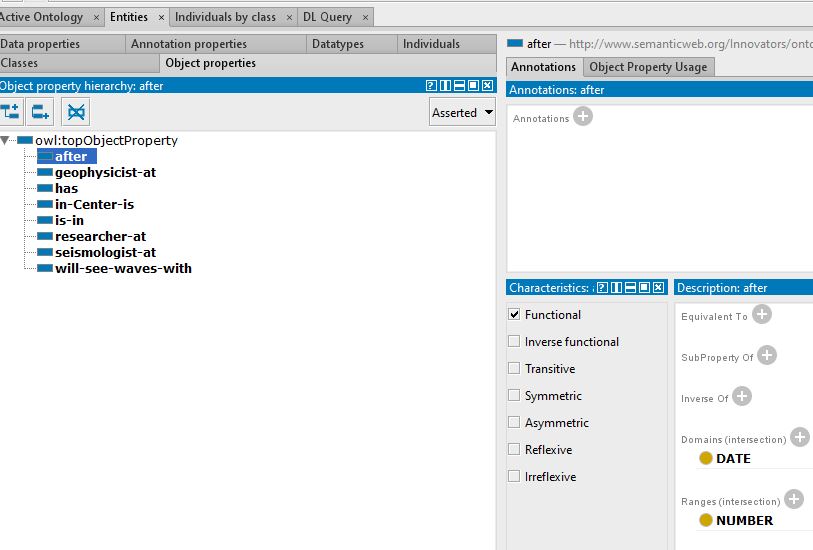 Active Ontology × Entities × Individuals by class × DL Query ×
Data properties Annotation properties Datatypes Individuals
Classes Object properties
Object property hierarchy: after
Asserted
owl:topObjectProperty
after
geophysicist-at
has
in-Center-is
is-in
researcher-at
seismologist-at
will-see-waves-with
after — http://www.semanticweb.org/Innovators/onto
Annotations Object Property Usage
Annotations: after
Annotations
Characteristics: a
Functional
Inverse functional
Transitive
Symmetric
Asymmetric
Reflexive
Irreflexive
Description: after
Equivalent To
SubProperty Of
Inverse Of
Domains (intersection)
DATE
Ranges (intersection)
NUMBER